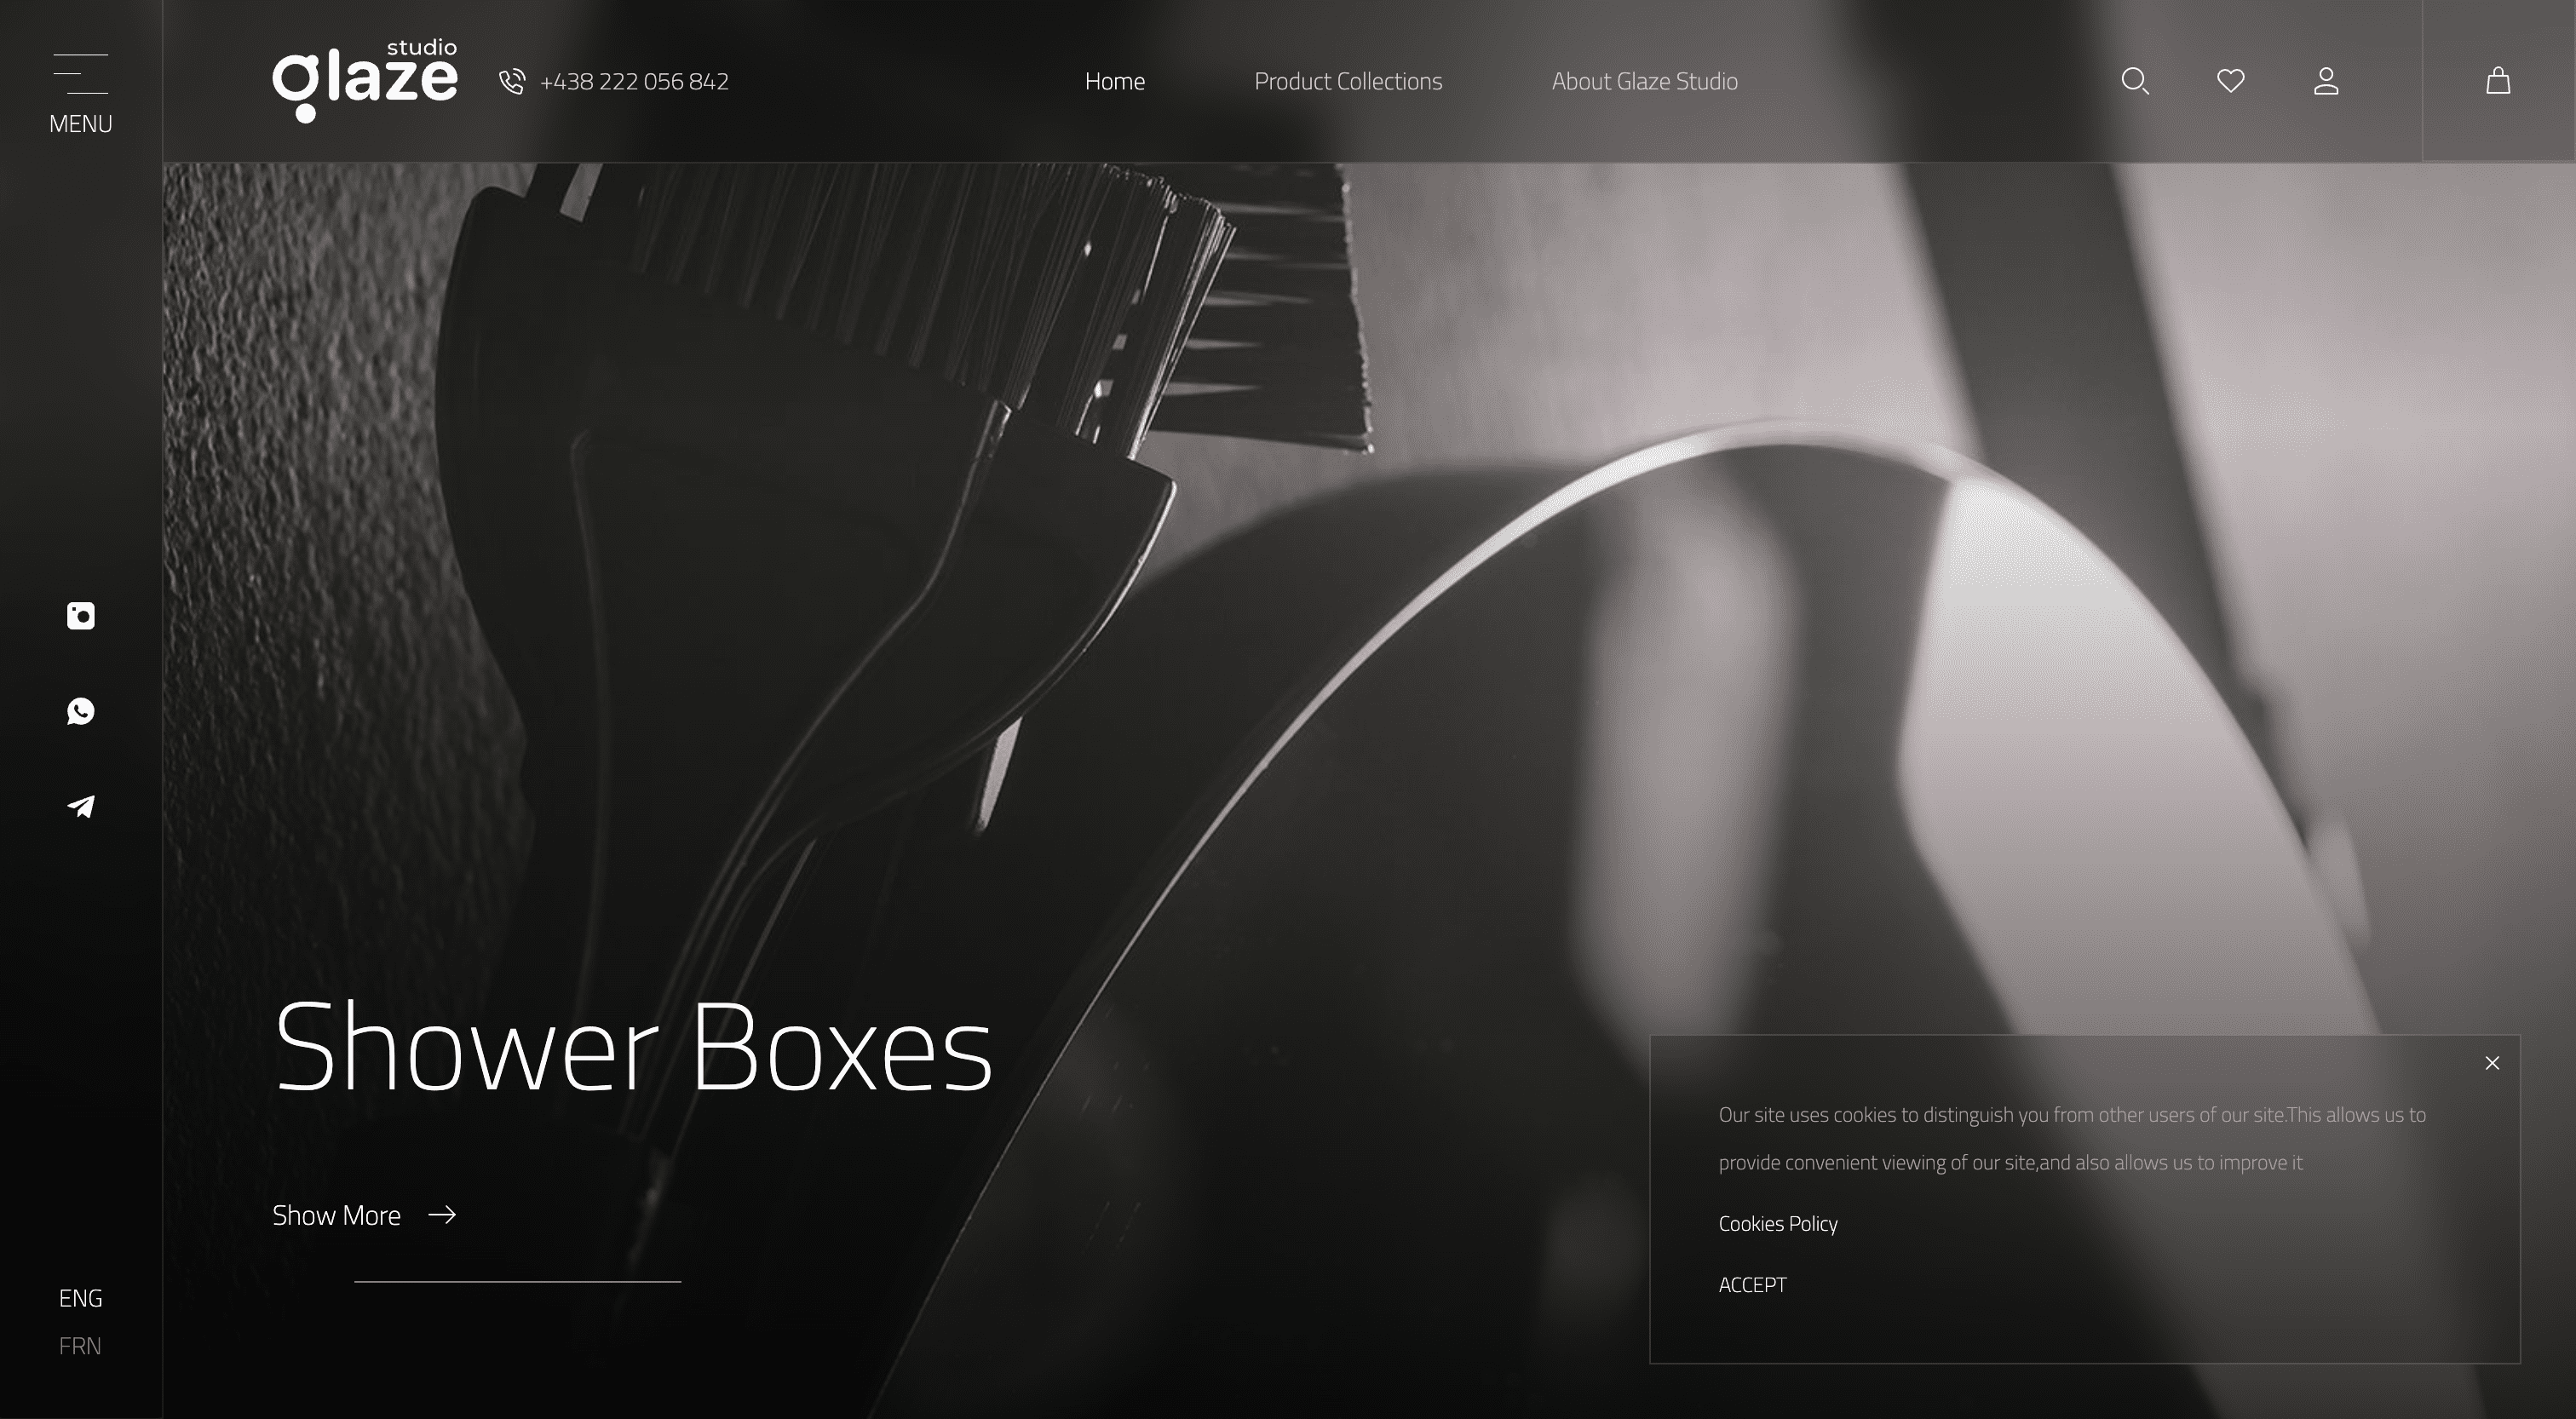 MENU
studio
glaze
+438 222 056 842
Home
Product Collections
About Glaze Studio
Shower Boxes
Show More
ENG
FRN
Our site uses cookies to distinguish you from other users of our site.This allows us to
provide convenient viewing of our site,and also allows us to improve it
Cookies Policy
ACCEPT